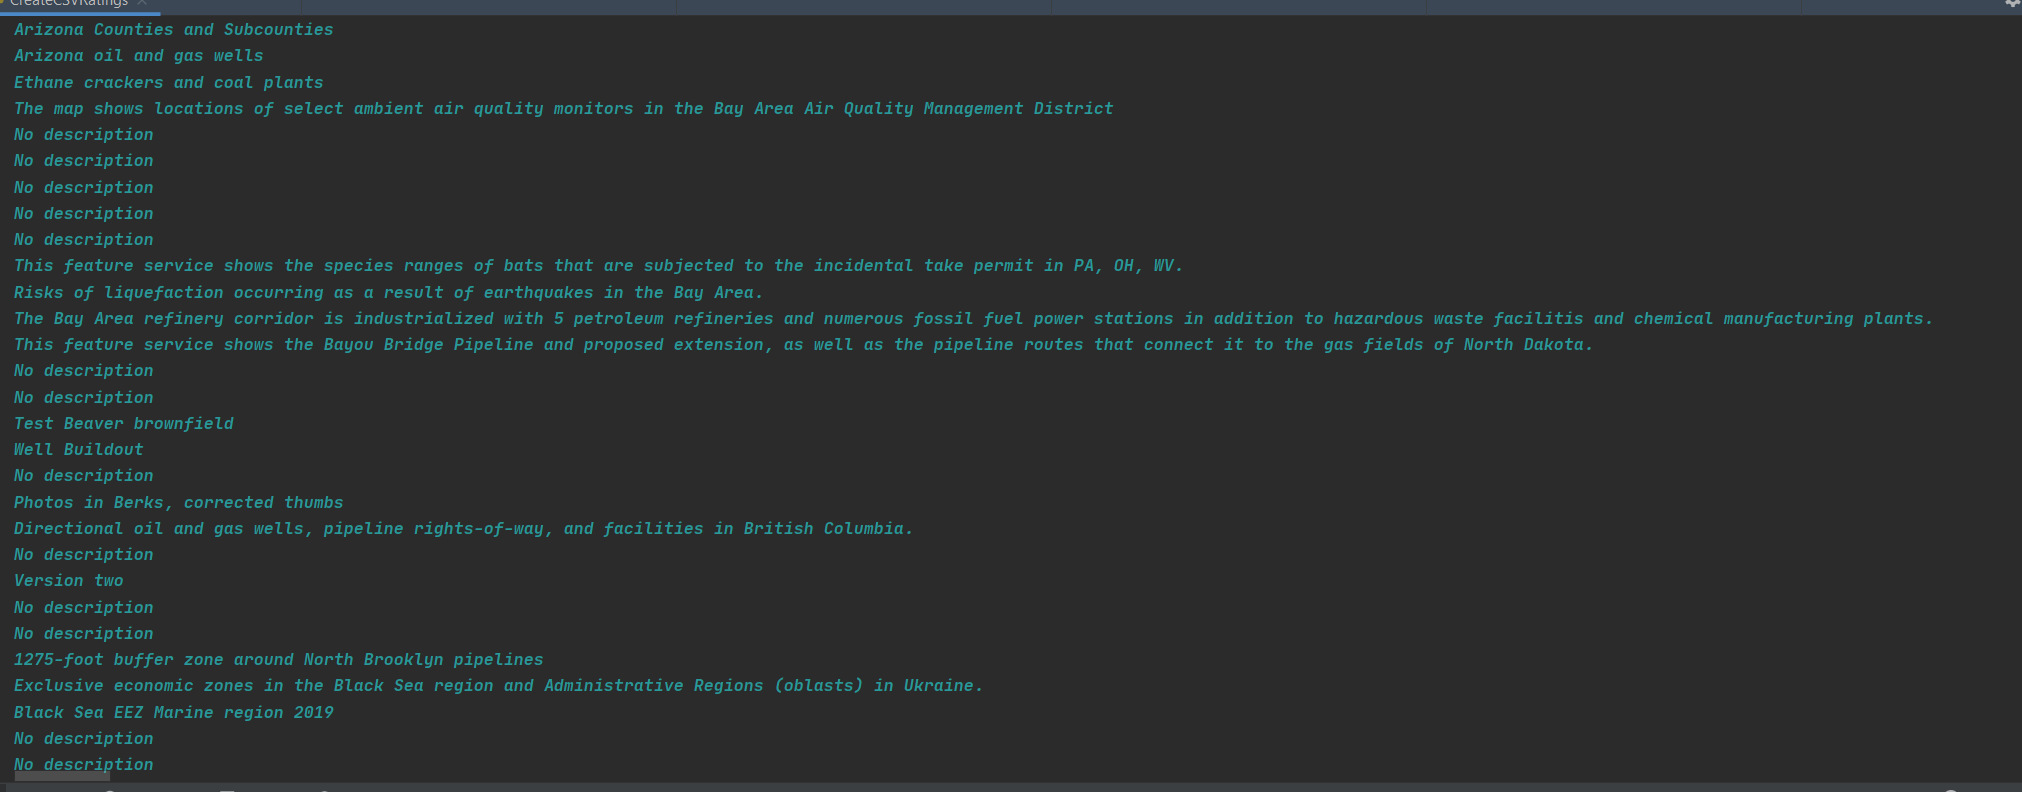 CreateCSVRatings
Arizona Counties and Subcounties
Arizona oil and gas wells
Ethane crackers and coal plants
The map shows locations of select ambient air quality monitors in the Bay Area Air Quality Management District
No description
No description
No description
No description
No description
This feature service shows the species ranges of bats that are subjected to the incidental take permit in PA, OH, WV.
Risks of liquefaction occurring as a result of earthquakes in the Bay Area.
The Bay Area refinery corridor is industrialized with 5 petroleum refineries and numerous fossil fuel power stations in addition to hazardous waste facilitis and chemical manufacturing plants.
This feature service shows the Bayou Bridge Pipeline and proposed extension, as well as the pipeline routes that connect it to the gas fields of North Dakota.
No description
No description
Test Beaver brownfield
Well Buildout
No description
Photos in Berks, corrected thumbs
Directional oil and gas wells, pipeline rights-of-way, and facilities in British Columbia.
No description
Version two
No description
No description
1275-foot buffer zone around North Brooklyn pipelines
Exclusive economic zones in the Black Sea region and Administrative Regions (oblasts) in Ukraine.
Black Sea EEZ Marine region 2019
No description
No description